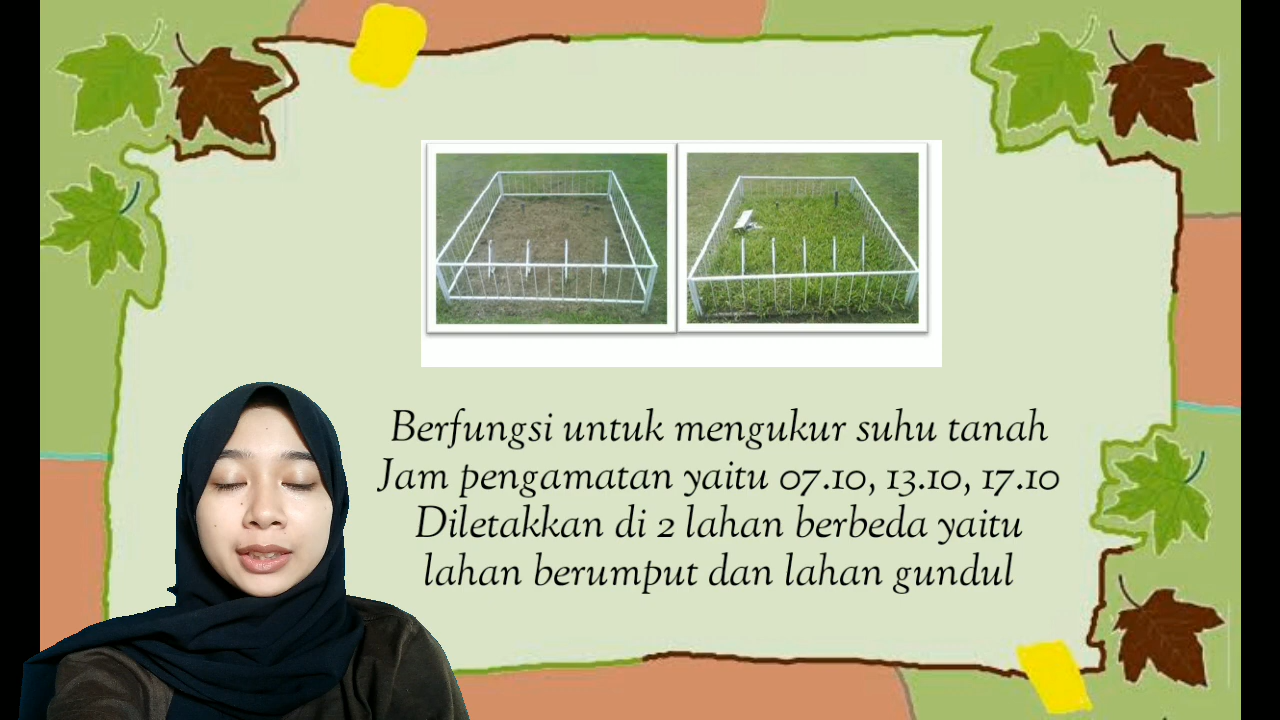 Berfungsi untuk mengukur suhu tanah
Jam pengamatan yaitu 07.10, 13.10, 17.10
Diletakkan di 2 lahan berbeda yaitu
lahan berumput dan lahan gundul